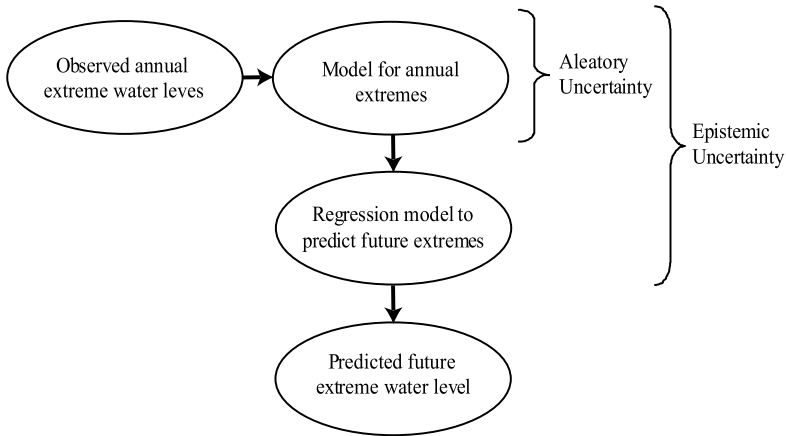 Observed annual
extreme water leves
Model for annual
extremes
Aleatory
Uncertainty
Epistemic
Uncertainty
Regression model to
predict future extremes
Predicted future
extreme water level